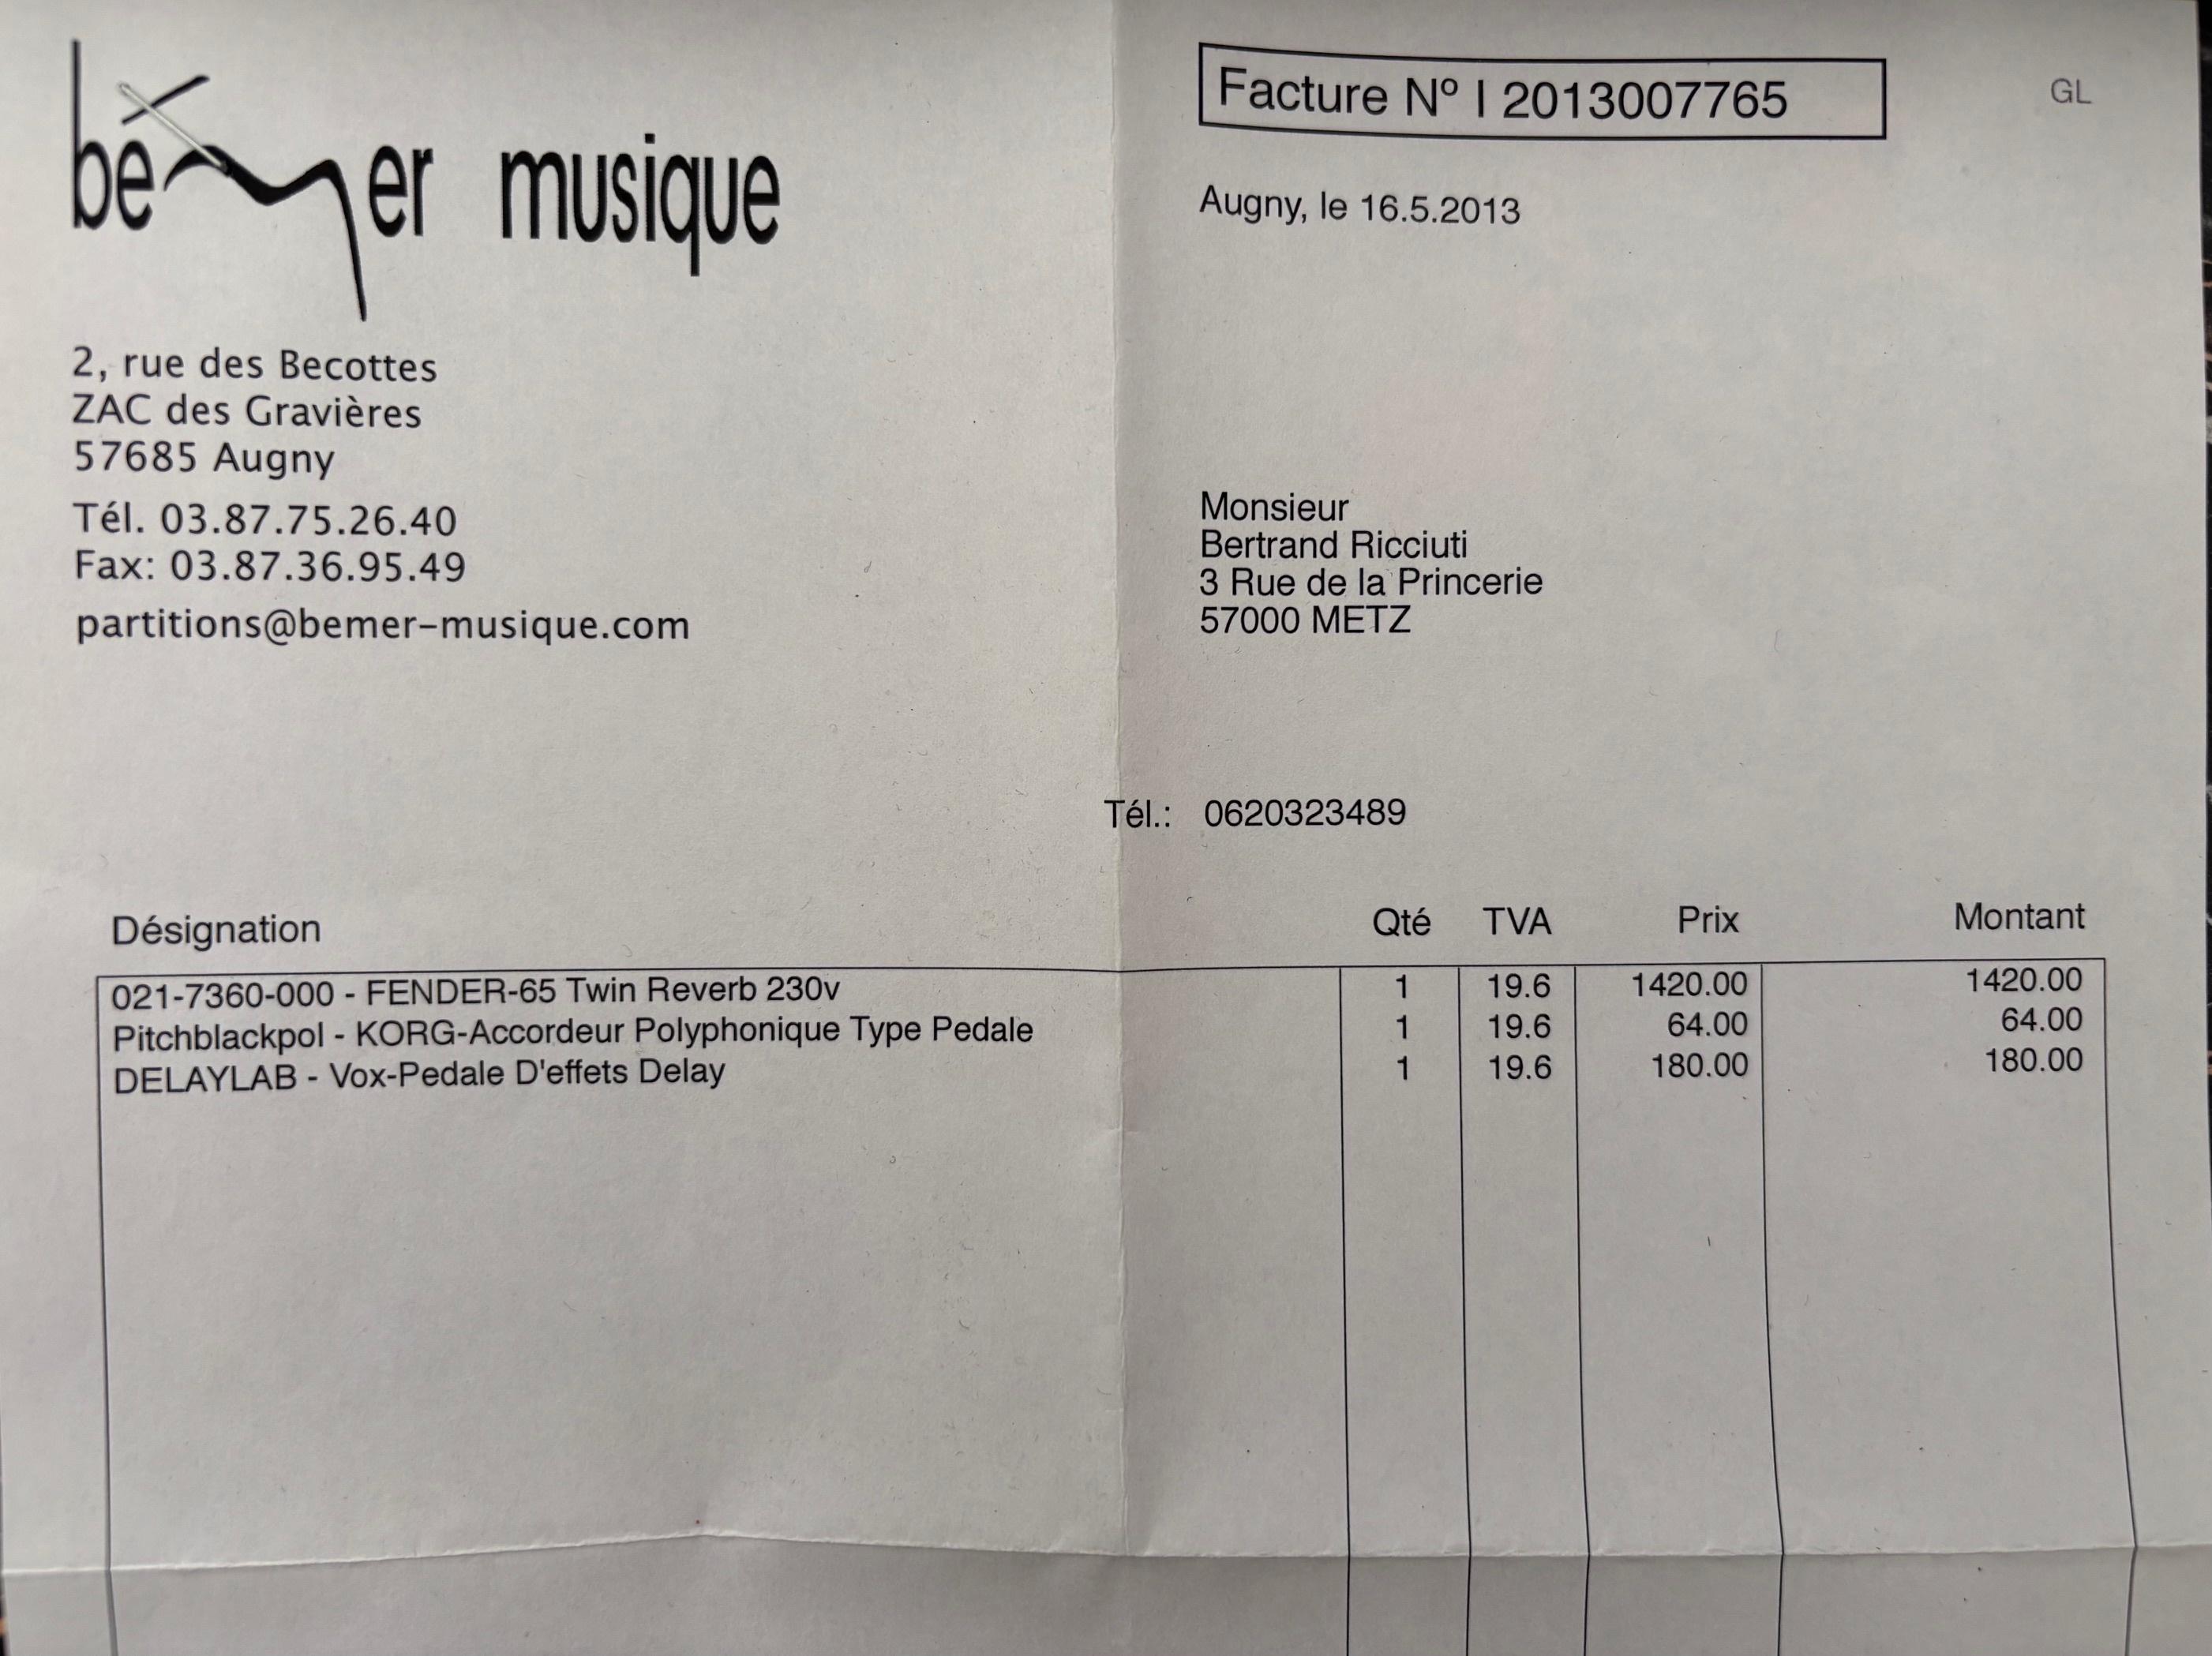 bemer musique
2, rue des Becottes
ZAC des Gravières
57685 Augny
Tél. 03.87.75.26.40
Fax: 03.87.36.95.49
partitions@bemer-musique.com
Facture Nº I 2013007765
GL
Augny, le 16.5.2013
Monsieur
Bertrand Ricciuti
3 Rue de la Princerie
57000 METZ
Tél.: 0620323489
Désignation Qté TVA Prix Montant
021-7360-000 - FENDER-65 Twin Reverb 230v 1 19.6 1420.00 1420.00
Pitchblackpol - KORG-Accordeur Polyphonique Type Pedale 1 19.6 64.00 64.00
DELAYLAB - Vox-Pedale D'effets Delay 1 19.6 180.00 180.00